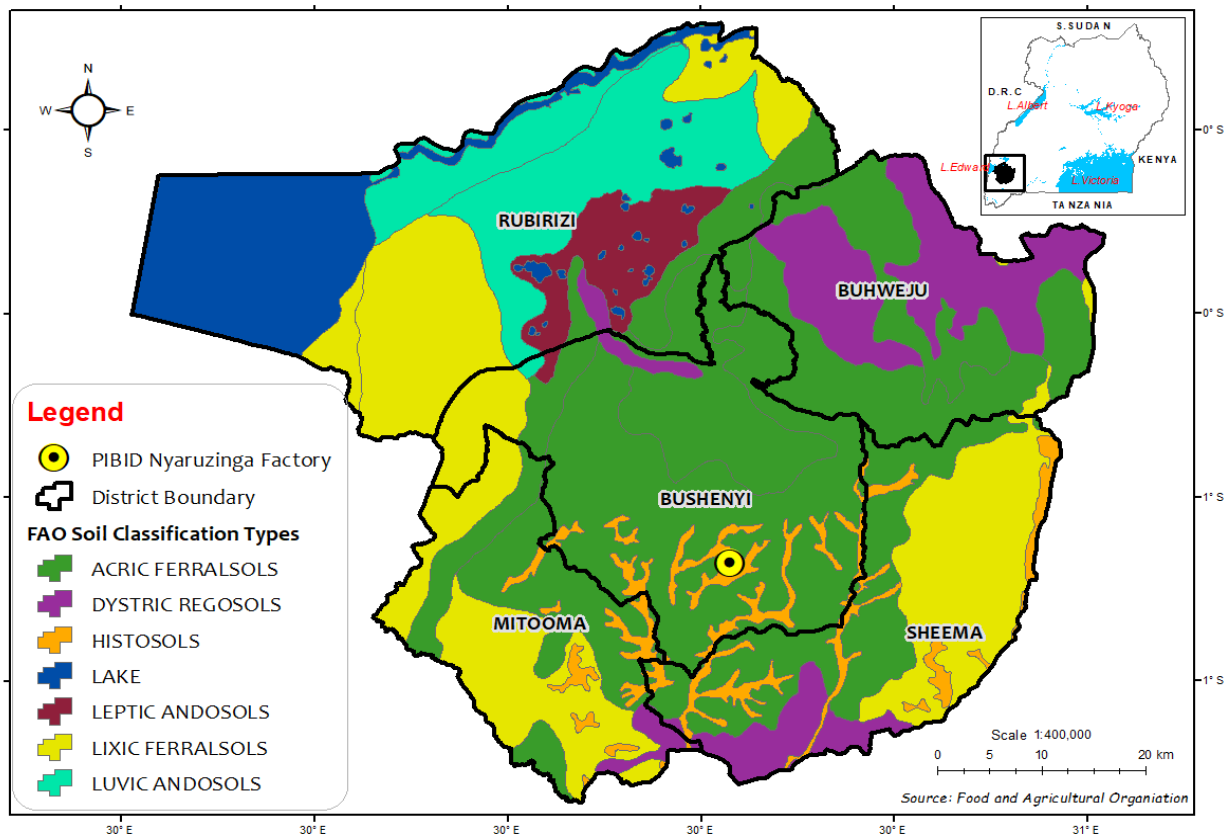 N
W
E
S
S.SUDAN
D.R.C
L.Albert
L.Kyoga
KENYA
L.Edward
L.Victoria
TANZANIA
0° S
RUBIRIZI
BUHWEJU
0° S
Legend
PIBID Nyaruzinga Factory
District Boundary
FAO Soil Classification Types
ACRIC FERRALSOLS
DYSTRIC REGOSOLS
HISTOSOLS
LAKE
LEPTIC ANDOSOLS
LIXIC FERRALSOLS
LUVIC ANDOSOLS
BUSHENYI
1° S
MITOOMA
SHEEMA
1° S
Scale 1:400,000
0 5 10 20 km
Source: Food and Agricultural Organiation
30° E 30° E 30° E 30° E 30° E 31° E